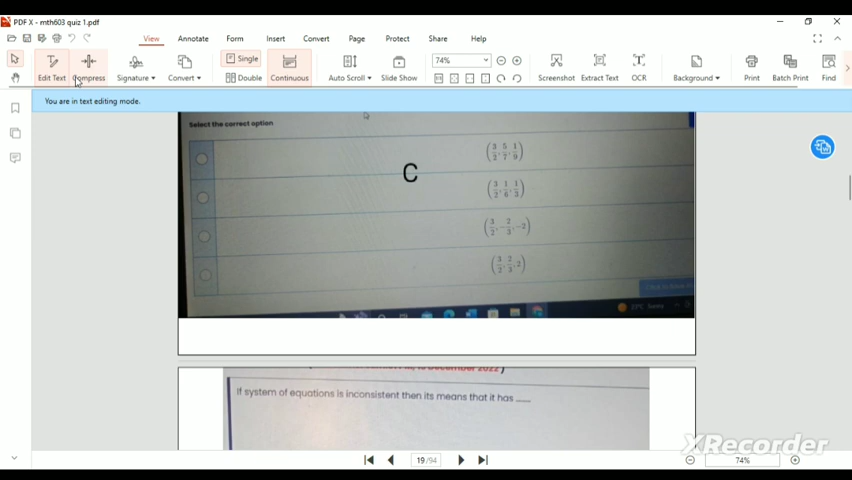 PDF X - mth603 quiz 1.pdf
View Annotate Form Insert Convert Page Protect Share Help
Single
Double
Edit Text Compress Signature Convert Continuous Auto Scroll Slide Show 74% Screenshot Extract Text OCR Background Print Batch Print Find
You are in text editing mode.
Select the correct option
(3/2, 5/7, 1/9)
C
(3/2, 1/6, 1/3)
(3/2, -2/3, -2)
(3/2, 2/3, 2)
December 2022)
If system of equations is inconsistent then its means that it has ___
XRecorder
19 /94
74%